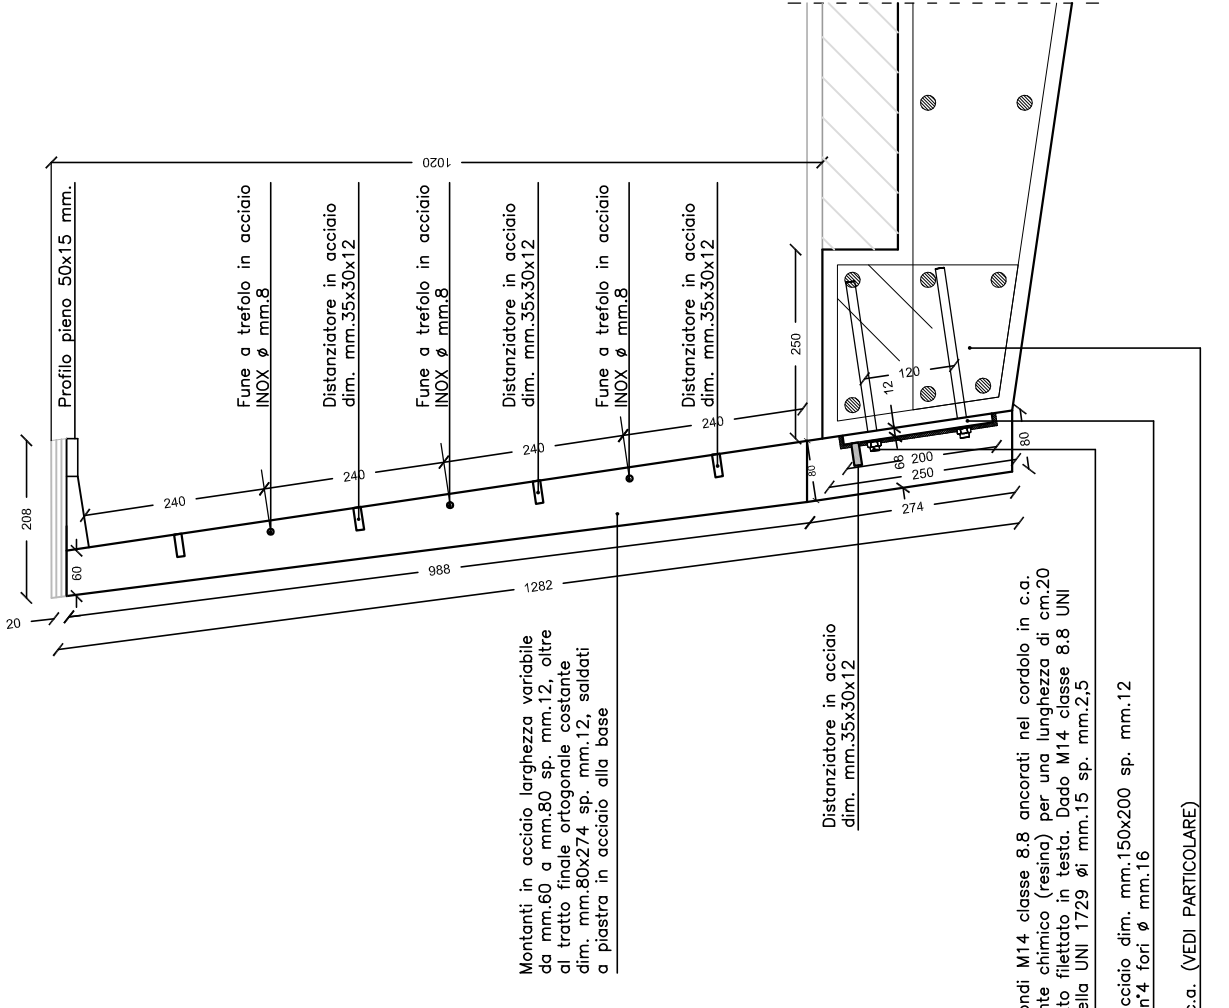 1020
Profilo pieno 50x15 mm.
Fune a trefolo in acciaio
INOX ø mm.8
Distanziatore in acciaio
dim. mm.35x30x12
Fune a trefolo in acciaio
INOX ø mm.8
Distanziatore in acciaio
dim. mm.35x30x12
Fune a trefolo in acciaio
INOX ø mm.8
Distanziatore in acciaio
dim. mm.35x30x12
250
120
12
240
240
240
240
208
60
20
80
68
200
250
274
80
988
1282
Montanti in acciaio larghezza variabile
da mm.60 a mm.80 sp. mm.12, oltre
al tratto finale ortogonale costante
dim. mm.80x274 sp. mm.12, saldati
a piastra in acciaio alla base
Distanziatore in acciaio
dim. mm.35x30x12
ondi M14 classe 8.8 ancorati nel cordolo in c.a.
nte chimico (resina) per una lunghezza di cm.20
to filettato in testa. Dado M14 classe 8.8 UNI
ella UNI 1729 øi mm.15 sp. mm.2,5
cciaio dim. mm.150x200 sp. mm.12
n°4 fori ø mm.16
c.a. (VEDI PARTICOLARE)